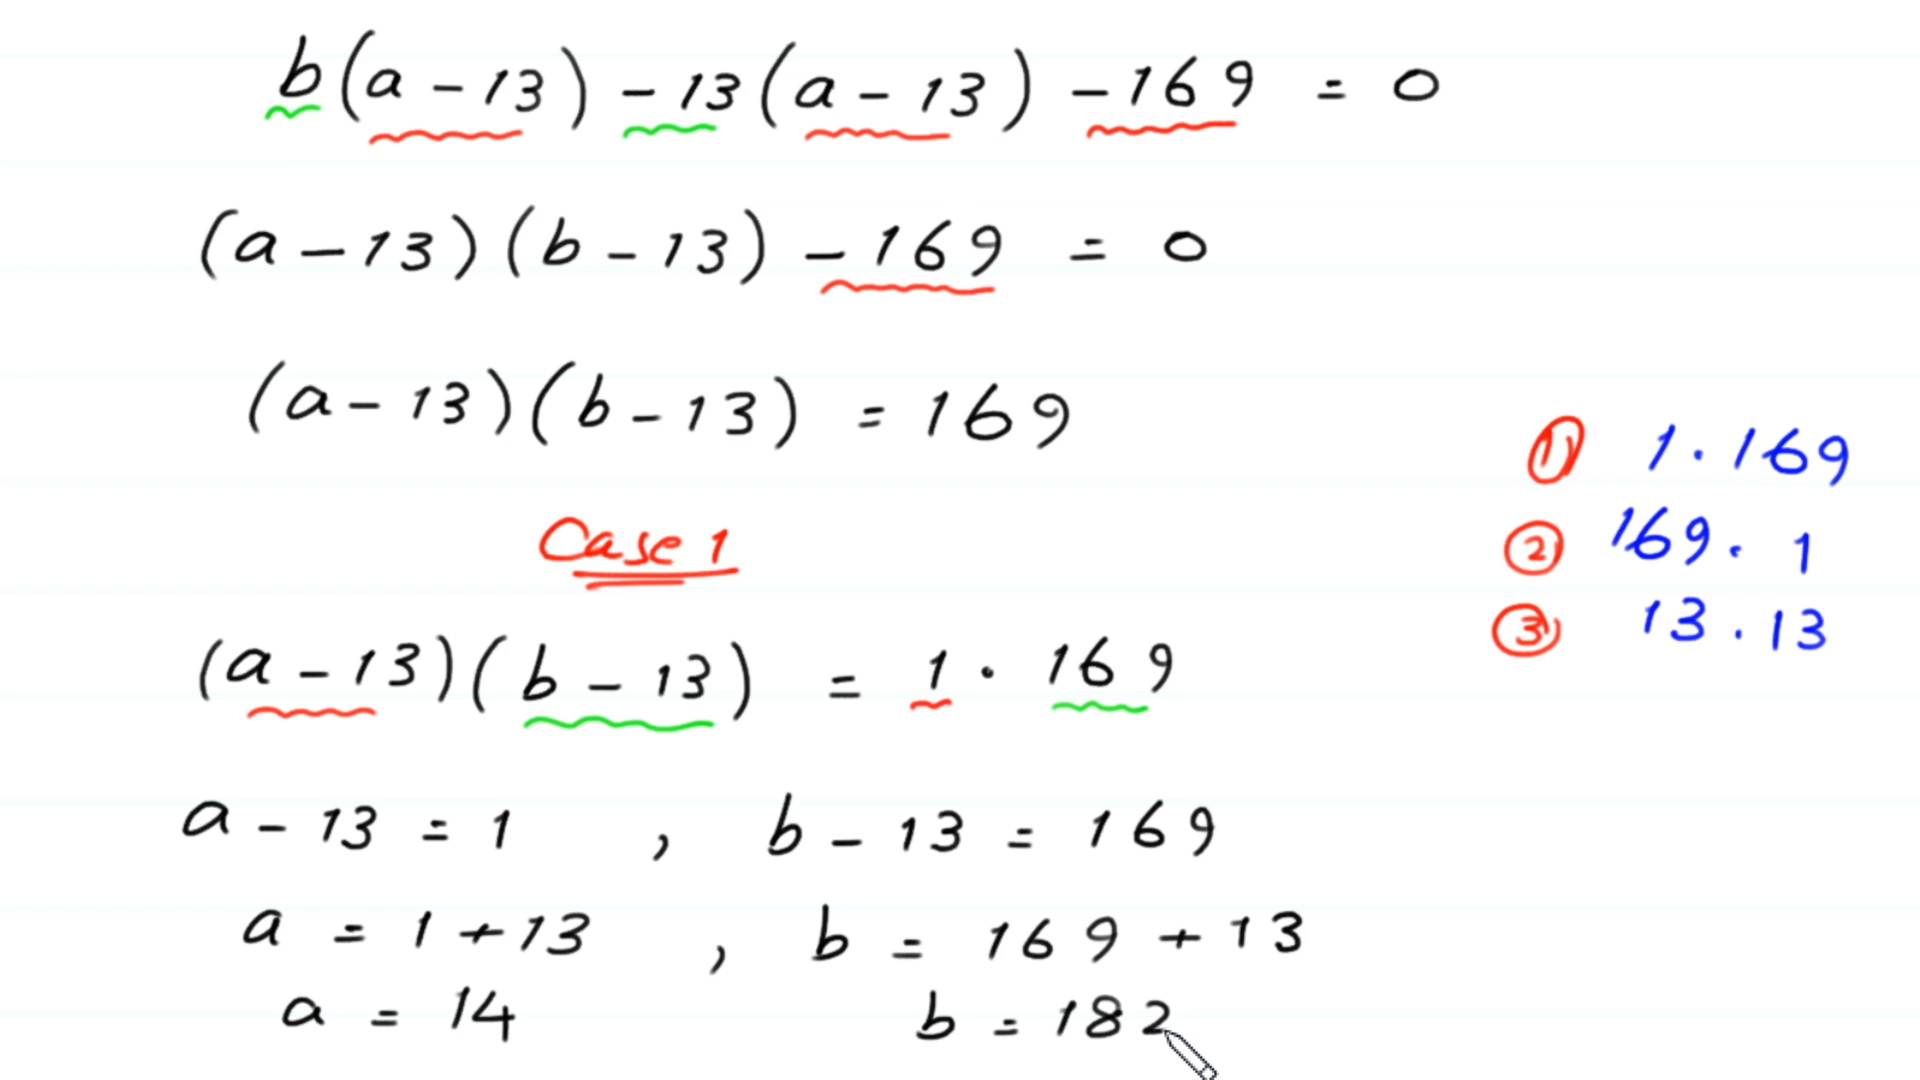 b(a - 13) - 13(a - 13) - 169 = 0
(a - 13)(b - 13) - 169 = 0
(a - 13)(b - 13) = 169
① 1 . 169
② 169 . 1
③ 13 . 13
Case 1
(a - 13)(b - 13) = 1 . 169
a - 13 = 1 , b - 13 = 169
a = 1 + 13 , b = 169 + 13
a = 14 b = 182